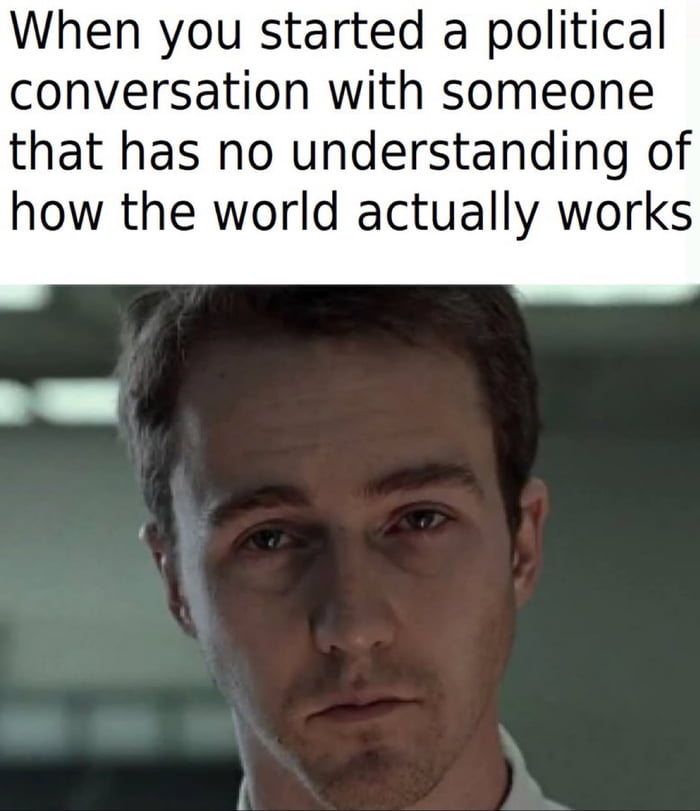 When you started a political
conversation with someone
that has no understanding of
how the world actually works